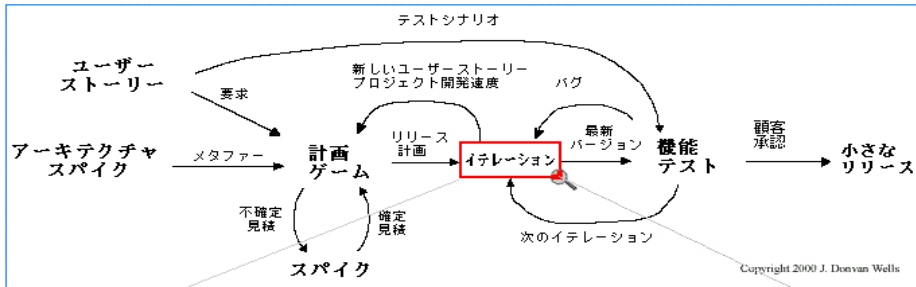 テストシナリオ
ユーザー
ストーリー
新しいユーザーストーリー
プロジェクト開発速度
バグ
要求
アーキテクチャ
スパイク
メタファー
計画
ゲーム
リリース
計画
イテレーション
最新
バージョン
機能
テスト
顧客
承認
小さな
リリース
不確定
見積
確定
見積
次のイテレーション
スパイク
Copyright 2000 J. Donvan Wells